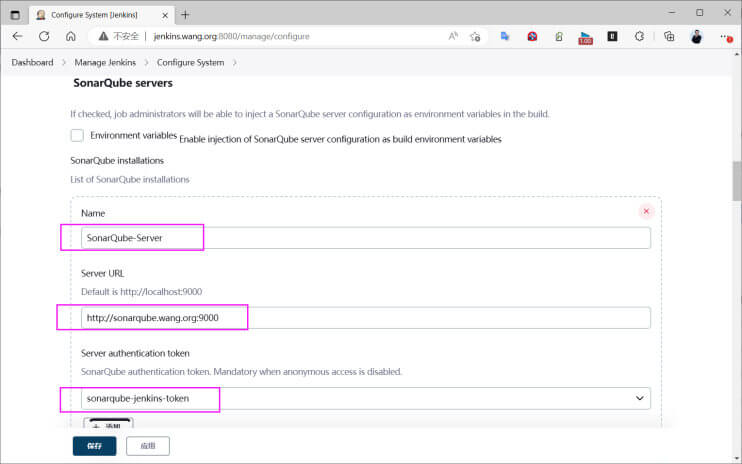 Configure System [Jenkins]
不安全 jenkins.wang.org:8080/manage/configure
1.00
Dashboard Manage Jenkins Configure System
SonarQube servers
If checked, job administrators will be able to inject a SonarQube server configuration as environment variables in the build.
Environment variables Enable injection of SonarQube server configuration as build environment variables
SonarQube installations
List of SonarQube installations
Name
SonarQube-Server
Server URL
Default is http://localhost:9000
http://sonarqube.wang.org:9000
Server authentication token
SonarQube authentication token. Mandatory when anonymous access is disabled.
sonarqube-jenkins-token
保存 应用